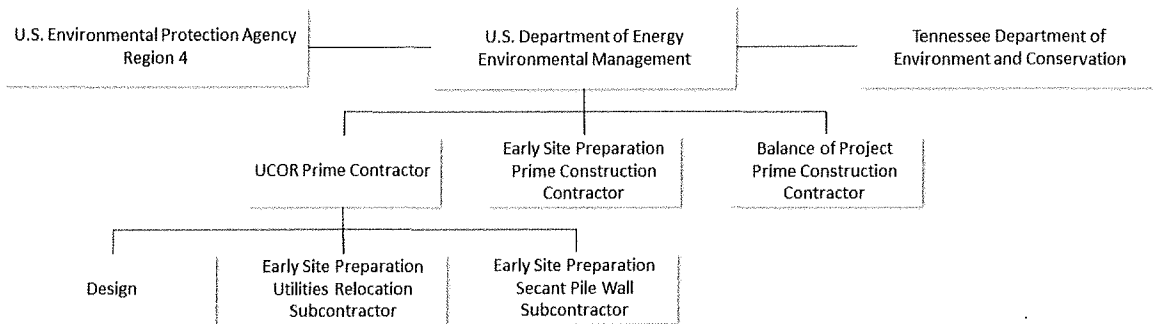 U.S. Environmental Protection Agency
Region 4
U.S. Department of Energy
Environmental Management
Tennessee Department of
Environment and Conservation
UCOR Prime Contractor
Early Site Preparation
Prime Construction
Contractor
Balance of Project
Prime Construction
Contractor
Design
Early Site Preparation
Utilities Relocation
Subcontractor
Early Site Preparation
Secant Pile Wall
Subcontractor